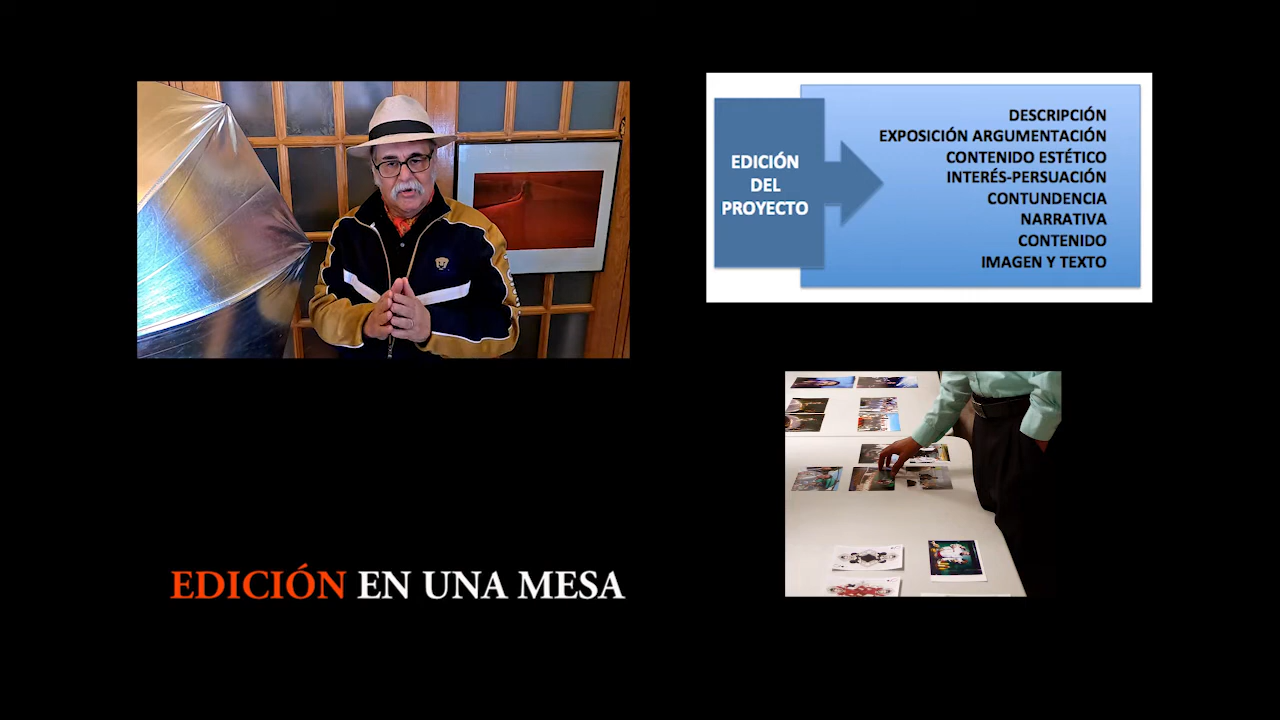 EDICIÓN
DEL
PROYECTO
DESCRIPCIÓN
EXPOSICIÓN ARGUMENTACIÓN
CONTENIDO ESTÉTICO
INTERÉS-PERSUACIÓN
CONTUNDENCIA
NARRATIVA
CONTENIDO
IMAGEN Y TEXTO
EDICIÓN EN UNA MESA